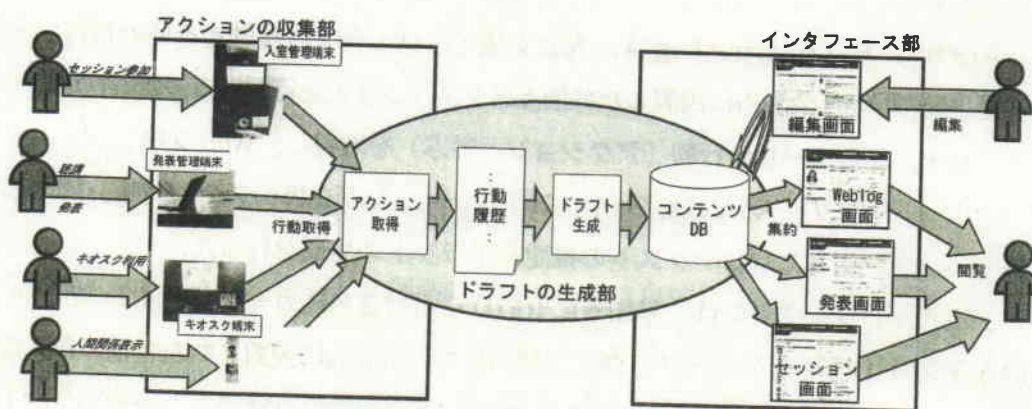 アクションの収集部
入室管理端末
セッション参加
発表管理端末
聴講
発表
行動取得
キオスク利用
キオスク端末
人間関係表示
アクション
取得
:
行動
履歴
:
ドラフト
生成
コンテンツ
DB
ドラフトの生成部
インタフェース部
編集画面
編集
Weblog
画面
集約
発表画面
閲覧
セッション
画面